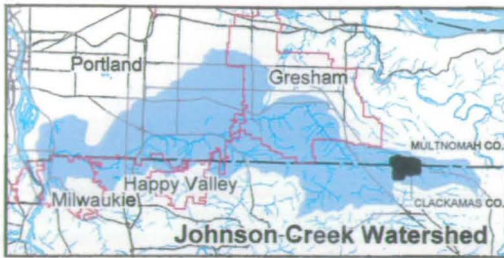 Portland
Gresham
MULTNOMAH CO.
Happy Valley
Milwaukie
CLACKAMAS CO.
Johnson Creek Watershed